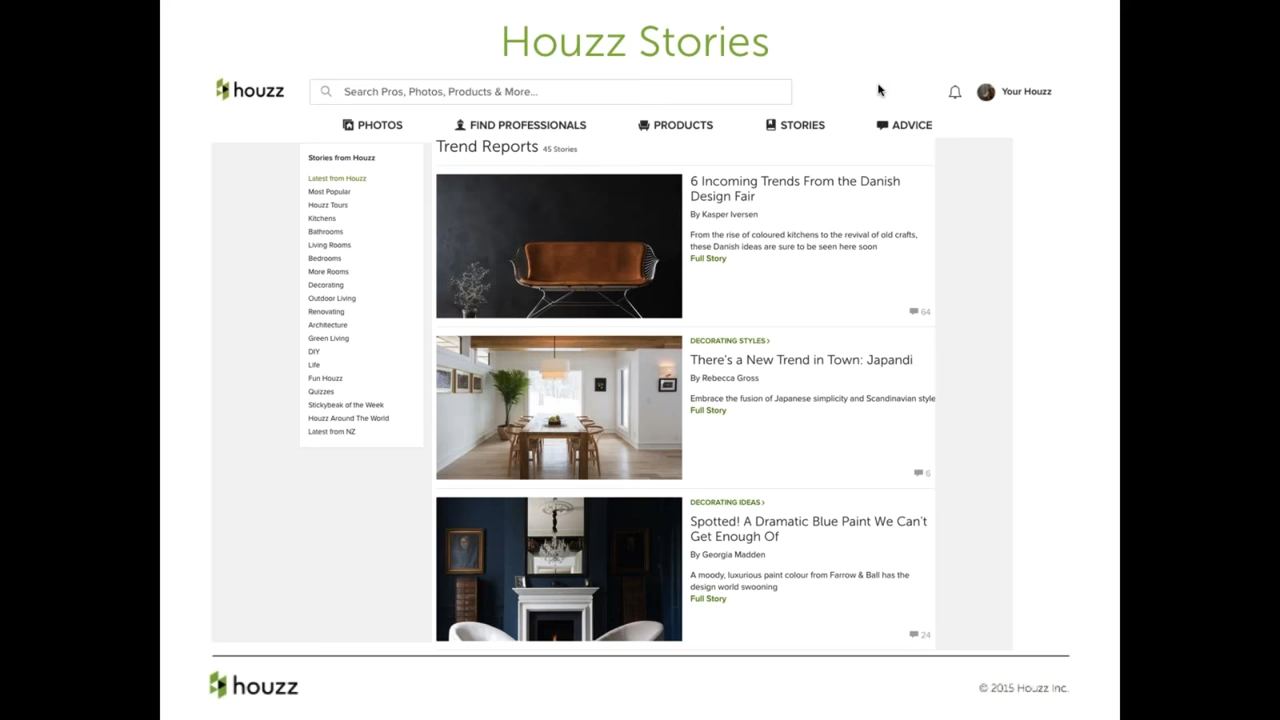 Houzz Stories
houzz
Search Pros, Photos, Products & More...
Your Houzz
PHOTOS
FIND PROFESSIONALS
PRODUCTS
STORIES
ADVICE
Stories from Houzz
Latest from Houzz
Most Popular
Houzz Tours
Kitchens
Bathrooms
Living Rooms
Bedrooms
More Rooms
Decorating
Outdoor Living
Renovating
Architecture
Green Living
DIY
Life
Fun Houzz
Quizzes
Stickybeak of the Week
Houzz Around The World
Latest from NZ
Trend Reports 45 Stories
6 Incoming Trends From the Danish
Design Fair
By Kasper Iversen
From the rise of coloured kitchens to the revival of old crafts,
these Danish ideas are sure to be seen here soon
Full Story
64
DECORATING STYLES ›
There's a New Trend in Town: Japandi
By Rebecca Gross
Embrace the fusion of Japanese simplicity and Scandinavian style
Full Story
6
DECORATING IDEAS ›
Spotted! A Dramatic Blue Paint We Can't
Get Enough Of
By Georgia Madden
A moody, luxurious paint colour from Farrow & Ball has the
design world swooning
Full Story
24
houzz
© 2015 Houzz Inc.